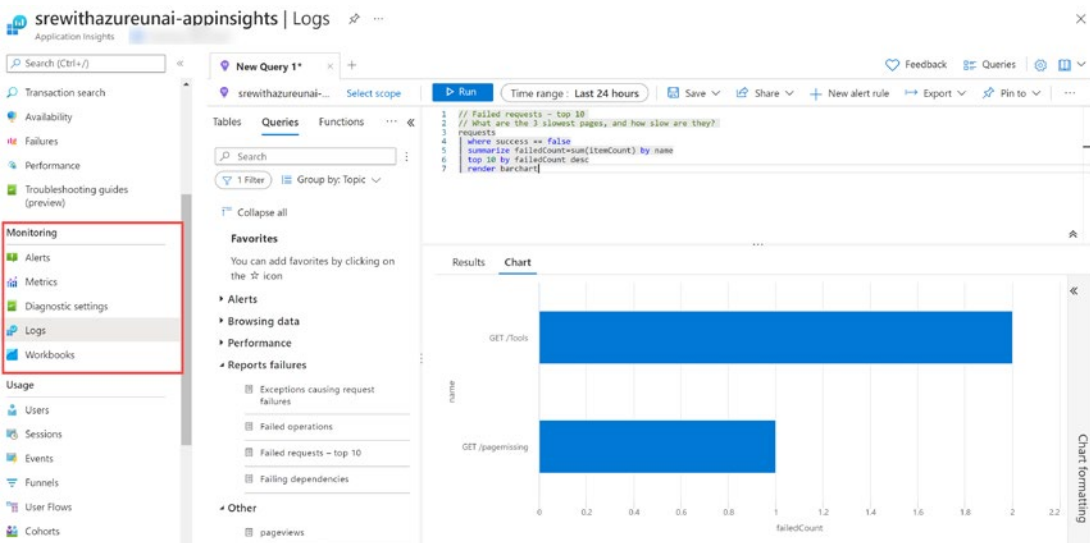 srewithazureunai-appinsights | Logs
Application Insights
Search (Ctrl+/)
Transaction search
Availability
Failures
Performance
Troubleshooting guides
(preview)
Monitoring
Alerts
Metrics
Diagnostic settings
Logs
Workbooks
Usage
Users
Sessions
Events
Funnels
User Flows
Cohorts
New Query 1*
Feedback
Queries
srewithazureunai-... Select scope
Run
Time range : Last 24 hours
Save
Share
New alert rule
Export
Pin to
Tables Queries Functions
Search
1 Filter
Group by: Topic
Collapse all
Favorites
You can add favorites by clicking on
the ☆ icon
Alerts
Browsing data
Performance
Reports failures
Exceptions causing request
failures
Failed operations
Failed requests – top 10
Failing dependencies
Other
pageviews
1 // Failed requests – top 10
2 // What are the 3 slowest pages, and how slow are they?
3 requests
4 | where success == false
5 | summarize failedCount=sum(itemCount) by name
6 | top 10 by failedCount desc
7 | render barchart
Results Chart
GET /Tools
name
GET /pagemissing
0 0.2 0.4 0.6 0.8 1 1.2 1.4 1.6 1.8 2 2.2
failedCount
Chart formatting